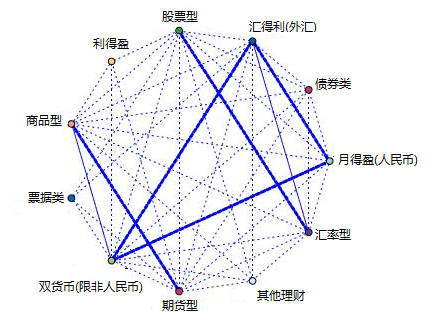 股票型
汇得利(外汇)
利得盈
债券类
商品型
月得盈(人民币)
票据类
汇率型
双货币(限非人民币)
期货型
其他理财